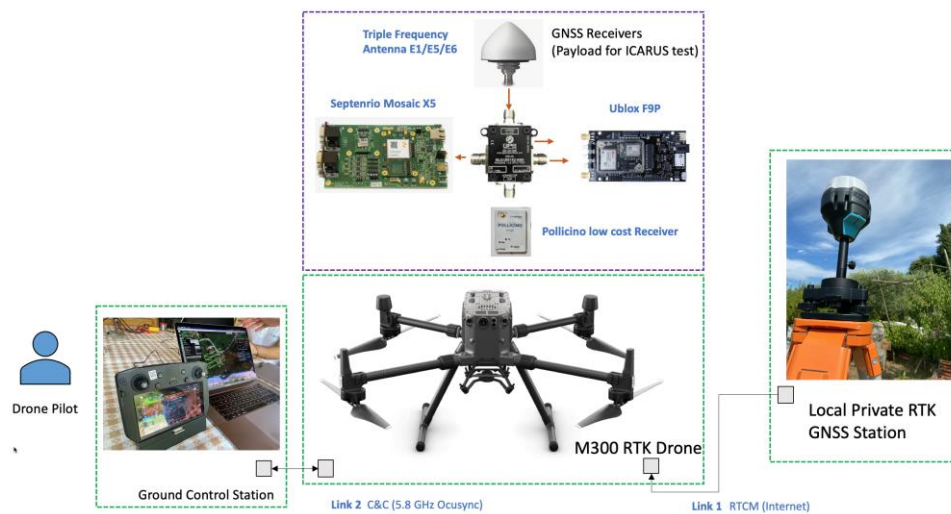 Triple Frequency
Antenna E1/E5/E6
GNSS Receivers
(Payload for ICARUS test)
Septenrio Mosaic X5
Ublox F9P
POLLICINO
Pollicino low cost Receiver
Drone Pilot
Ground Control Station
M300 RTK Drone
Local Private RTK
GNSS Station
Link 2 C&C (5.8 GHz Ocusync)
Link 1 RTCM (Internet)